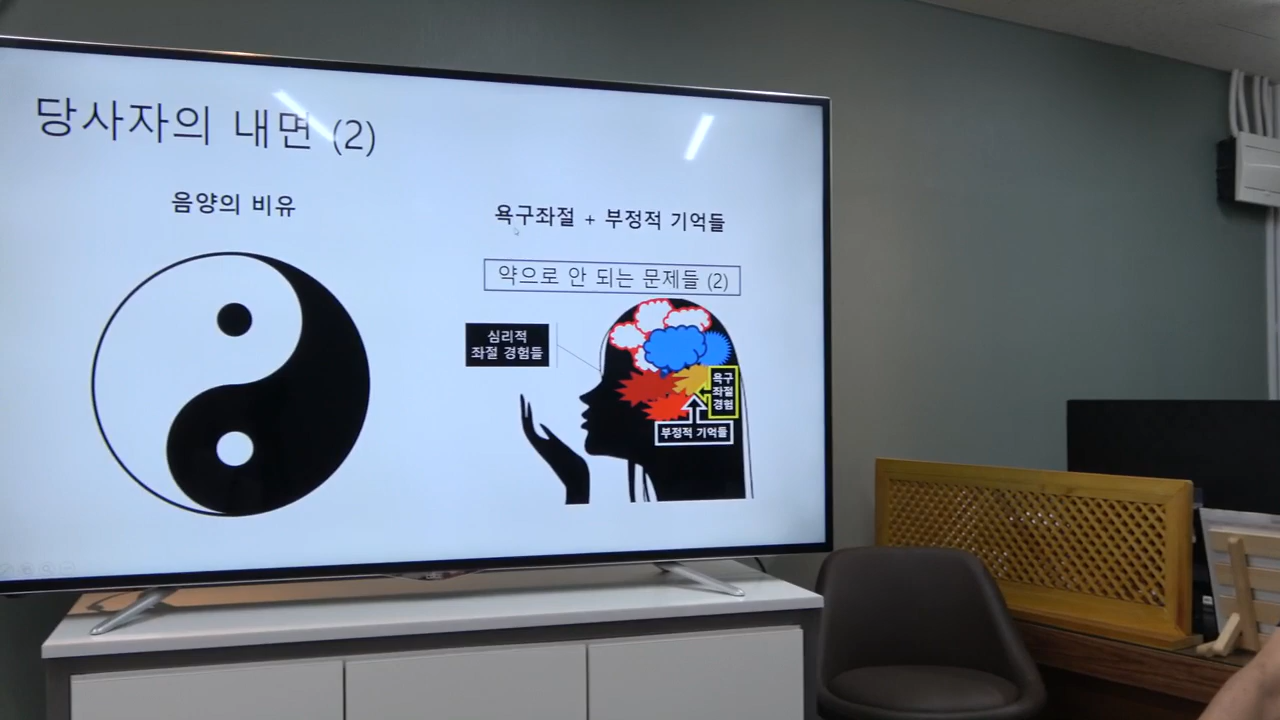 당사자의 내면 (2)
음양의 비유
욕구좌절 + 부정적 기억들
약으로 안 되는 문제들 (2)
심리적
좌절 경험들
욕구
좌절
경험
부정적 기억들